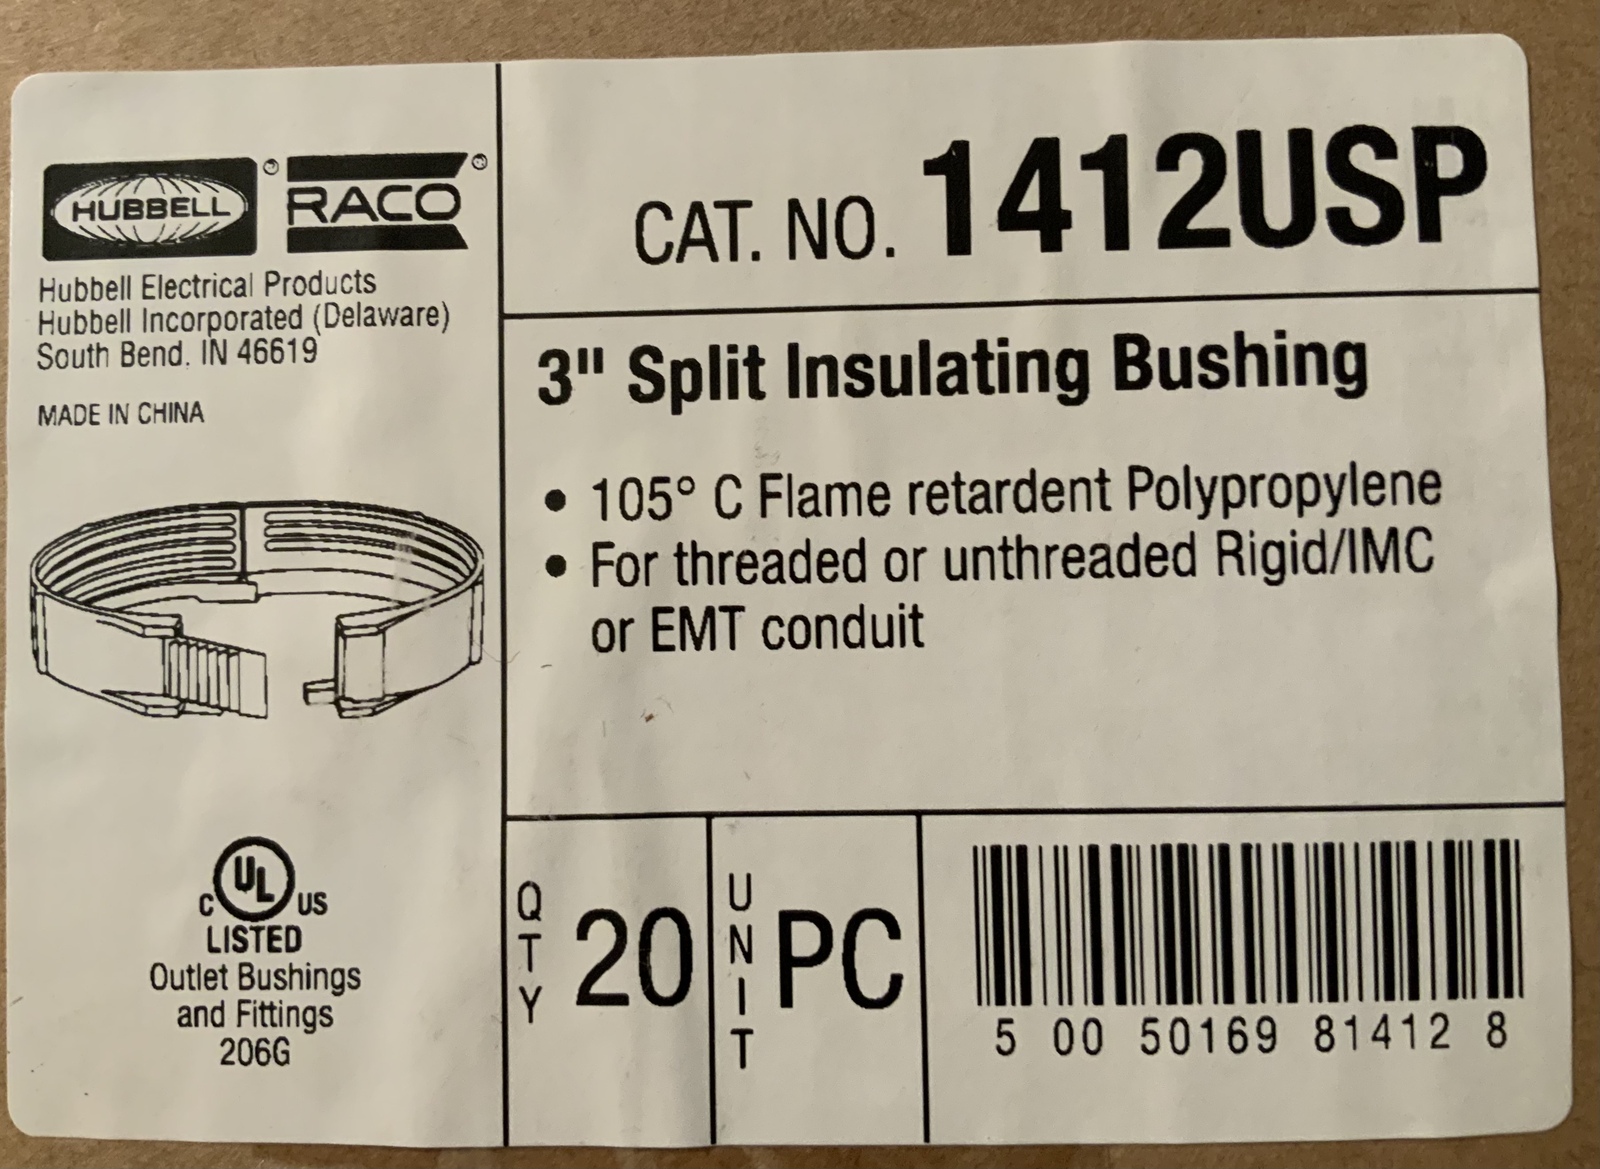 HUBBELL ® RACO ®
Hubbell Electrical Products
Hubbell Incorporated (Delaware)
South Bend, IN 46619
MADE IN CHINA
C UL US
LISTED
Outlet Bushings
and Fittings
206G
CAT. NO. 1412USP
3" Split Insulating Bushing
• 105° C Flame retardent Polypropylene
• For threaded or unthreaded Rigid/IMC
or EMT conduit
QTY 20
UNIT PC
5 00 50169 81412 8